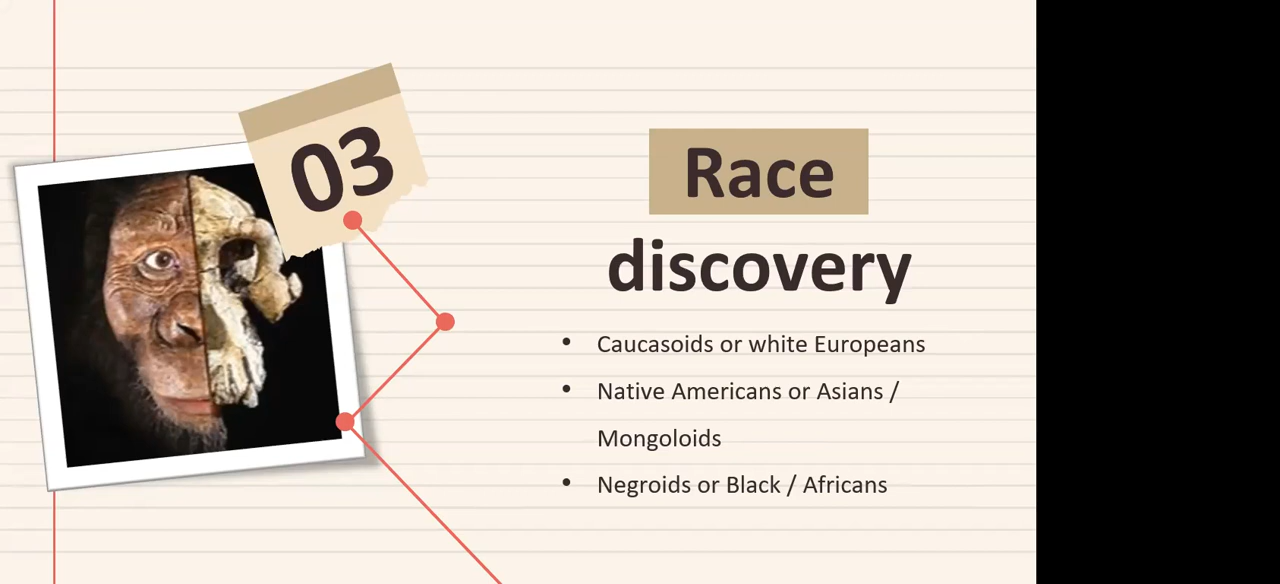 03
Race
discovery
• Caucasoids or white Europeans
• Native Americans or Asians /
Mongoloids
• Negroids or Black / Africans